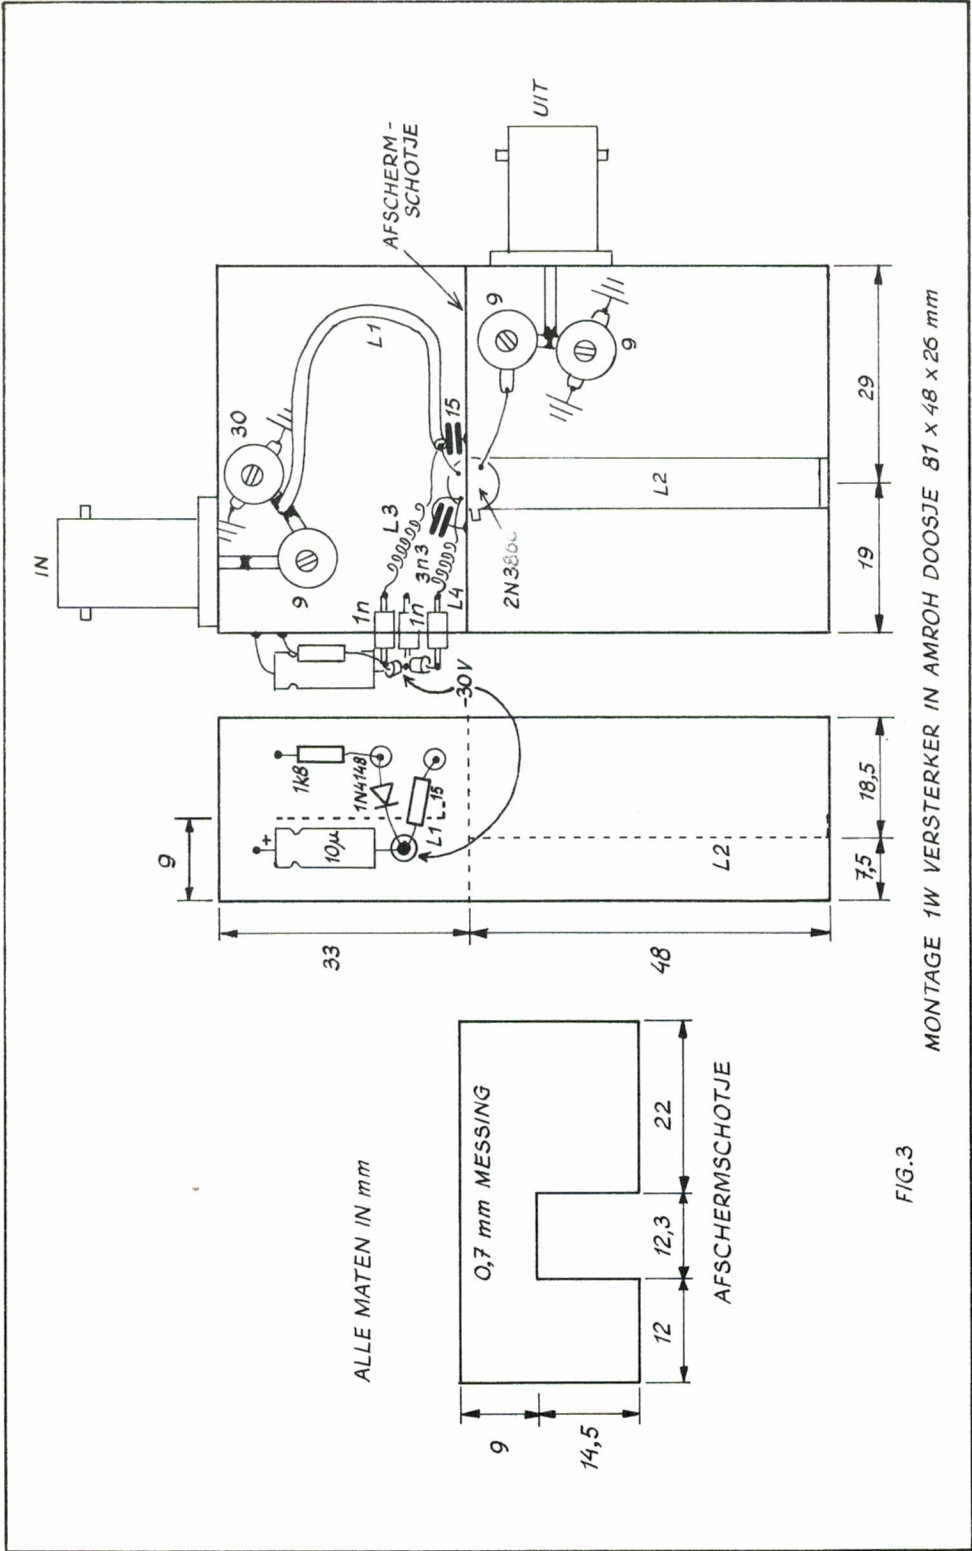 IN
UIT
AFSCHERM-
SCHOTJE
30
9
L1
15
L3
3n3
L4
1n
1n
9
9
L2
29
19
30V
1k8
1N4148
15
L1
10µ
+
9
L2
18,5
7,5
33
48
ALLE MATEN IN mm
0,7 mm MESSING
22
12,3
12
9
14,5
AFSCHERMSCHOTJE
FIG.3
MONTAGE 1W VERSTERKER IN AMROH DOOSJE 81 x 48 x 26 mm